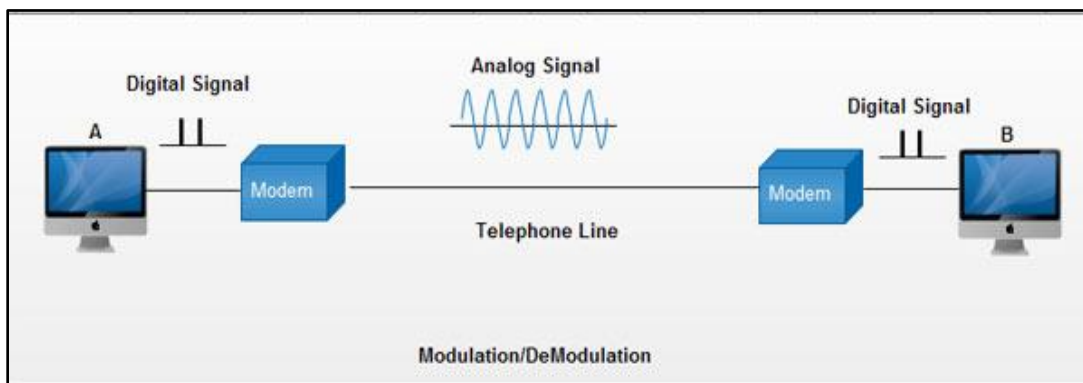 Analog Signal
Digital Signal
Digital Signal
A
B
Modem
Modem
Telephone Line
Modulation/DeModulation